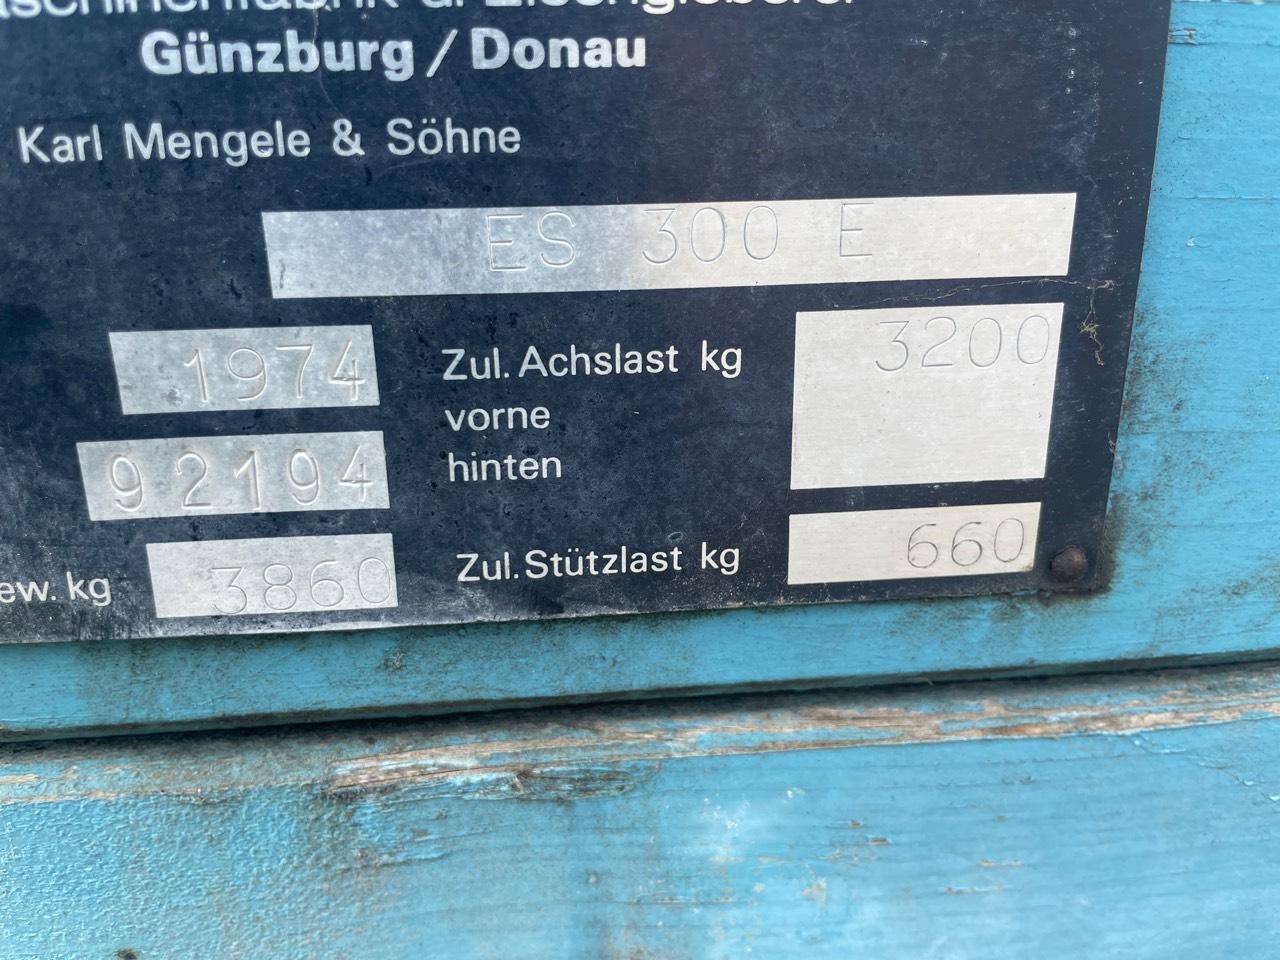 Günzburg / Donau
Karl Mengele & Söhne
ES 300 E
1974 Zul. Achslast kg 3200
vorne
92194 hinten
ew. kg 3860 Zul. Stützlast kg 660